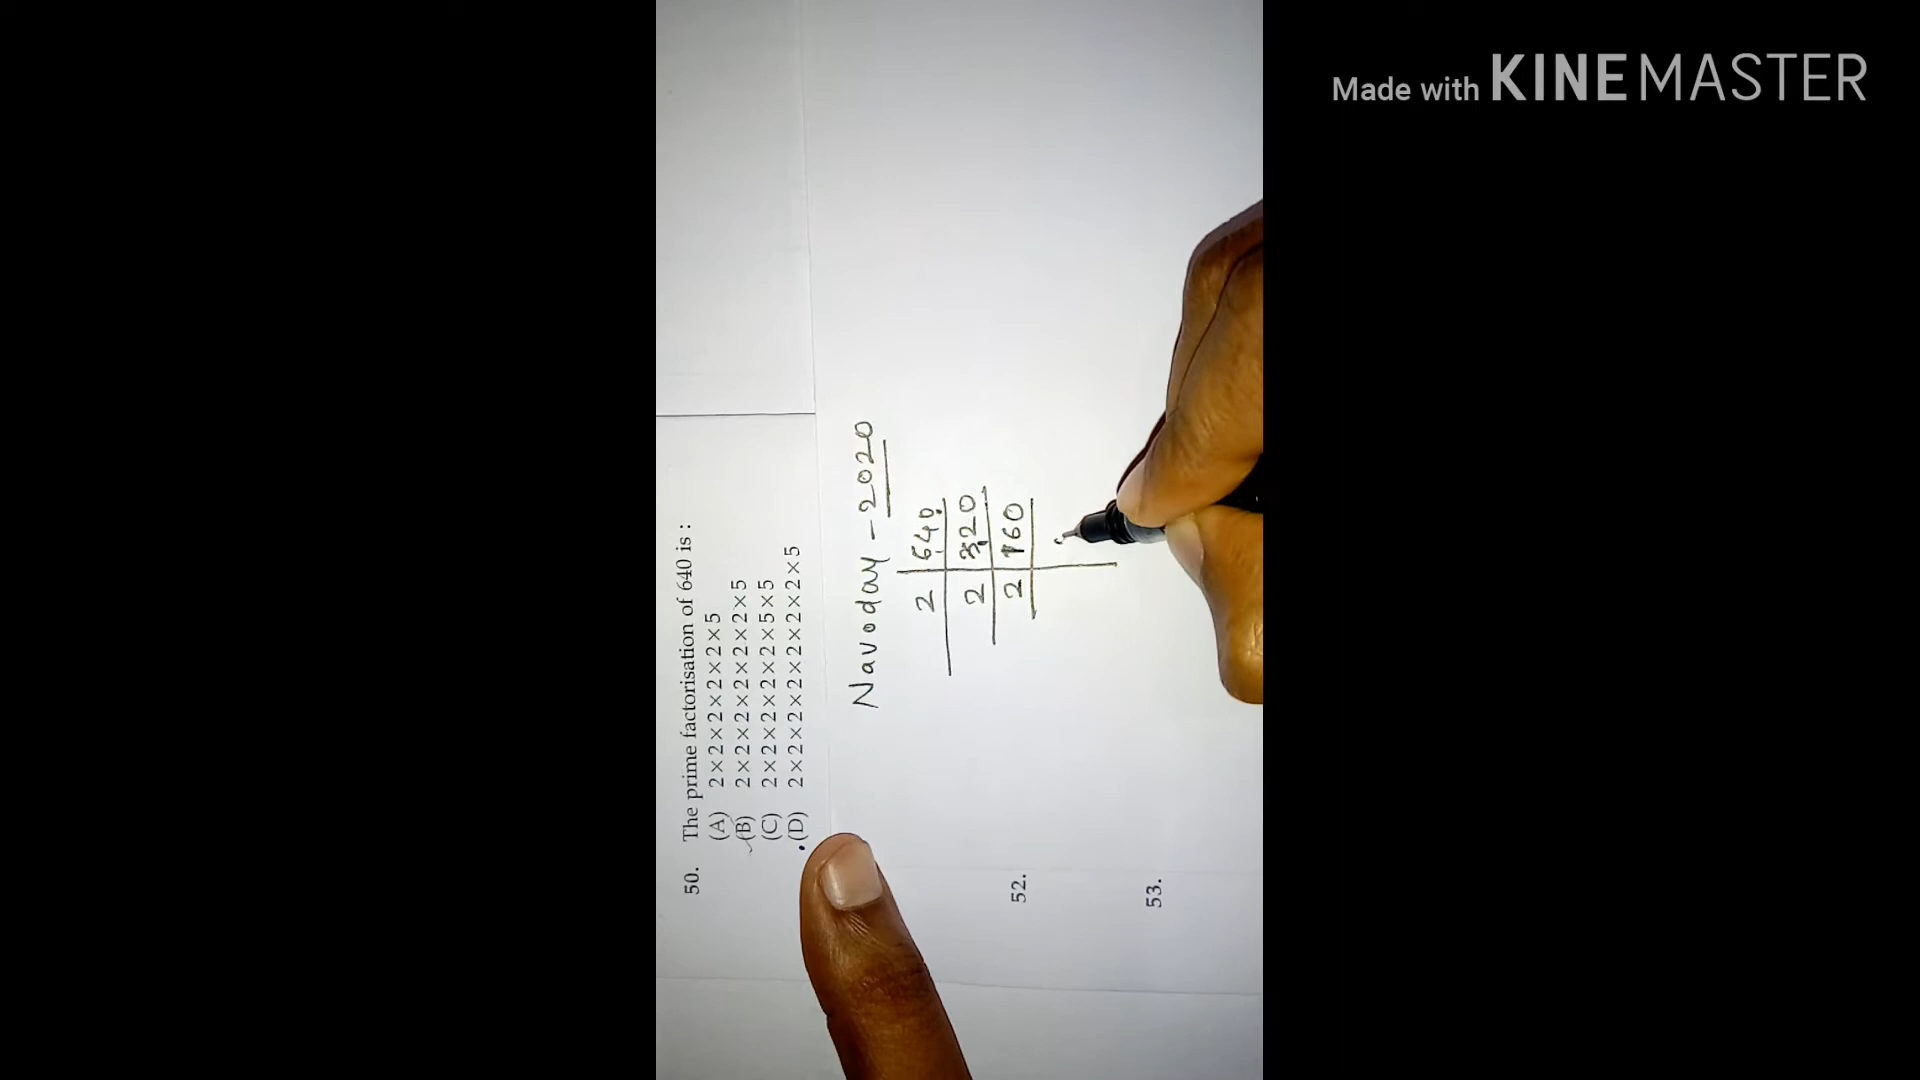 Made with KINEMASTER
50. The prime factorisation of 640 is :
(A) 2×2×2×2×2×5
(B) 2×2×2×2×2×2×5
(C) 2×2×2×2×2×5×5
(D) 2×2×2×2×2×2×2×5
Navoday - 2020
2 640
2 320
2 160
52.
53.